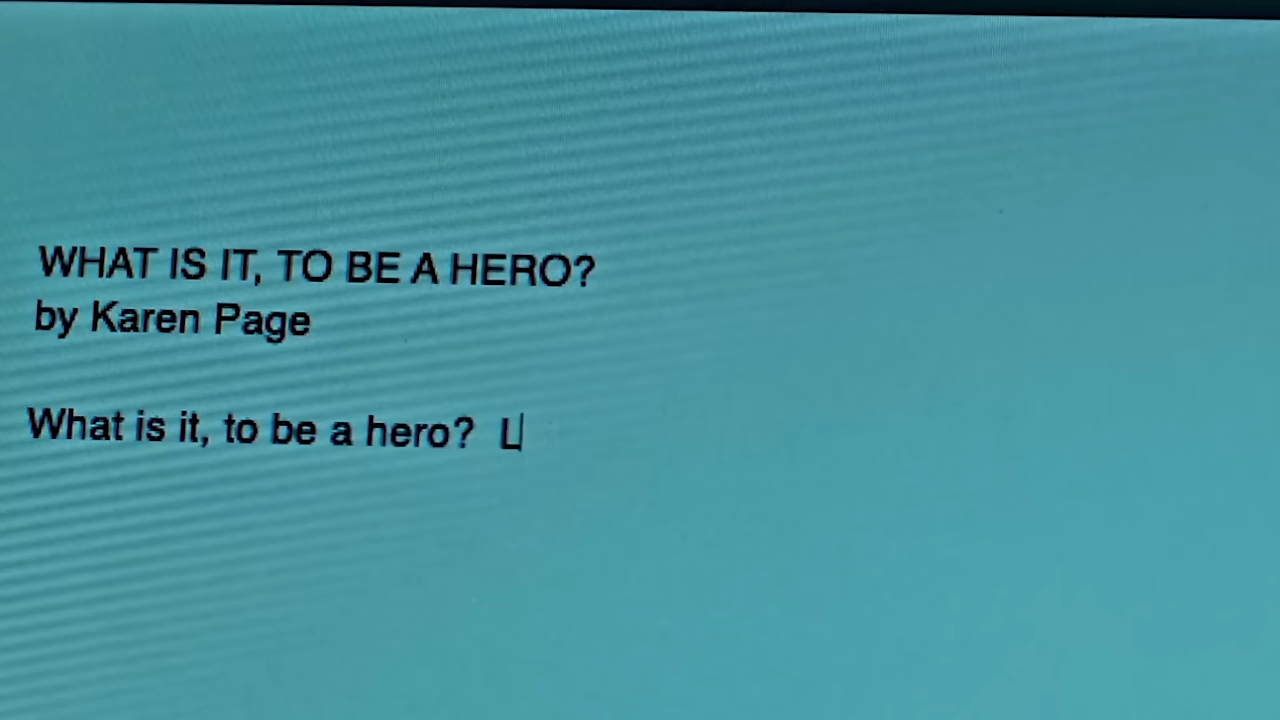 WHAT IS IT, TO BE A HERO?
by Karen Page
What is it, to be a hero?  L